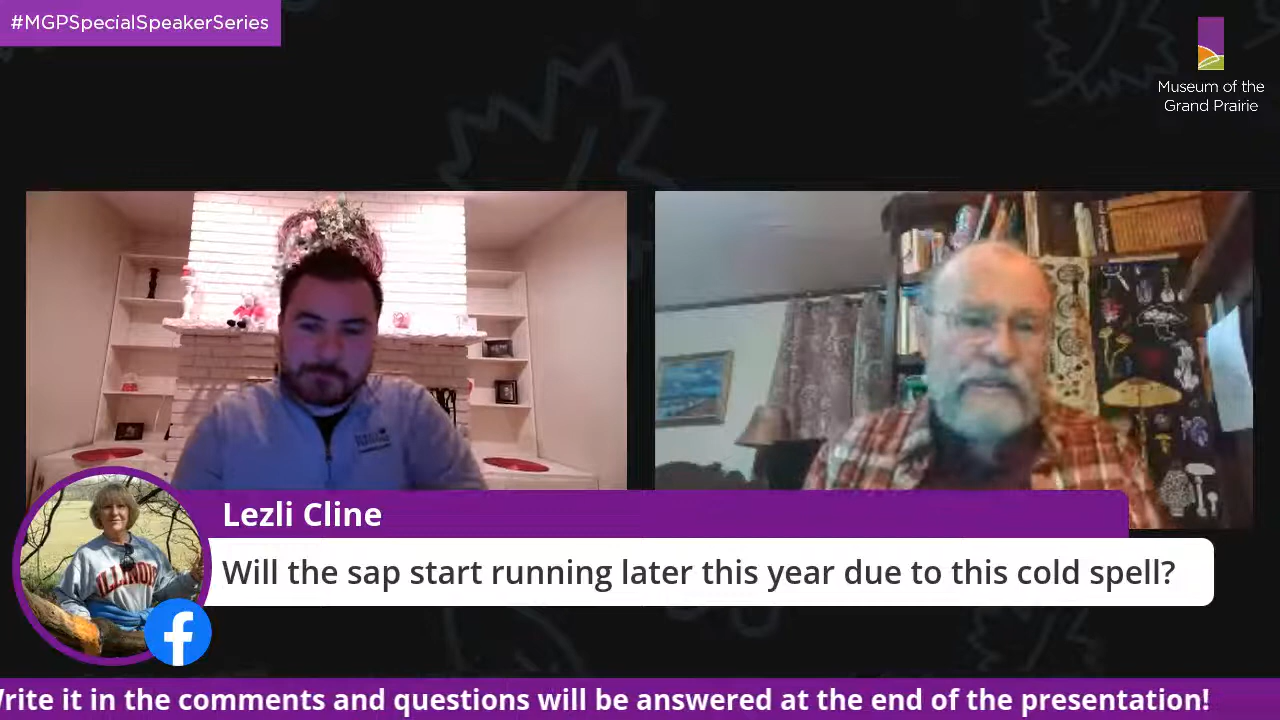 #MGPSpecialSpeakerSeries
Museum of the
Grand Prairie
ILLINOIS
Lezli Cline
Will the sap start running later this year due to this cold spell?
rite it in the comments and questions will be answered at the end of the presentation!